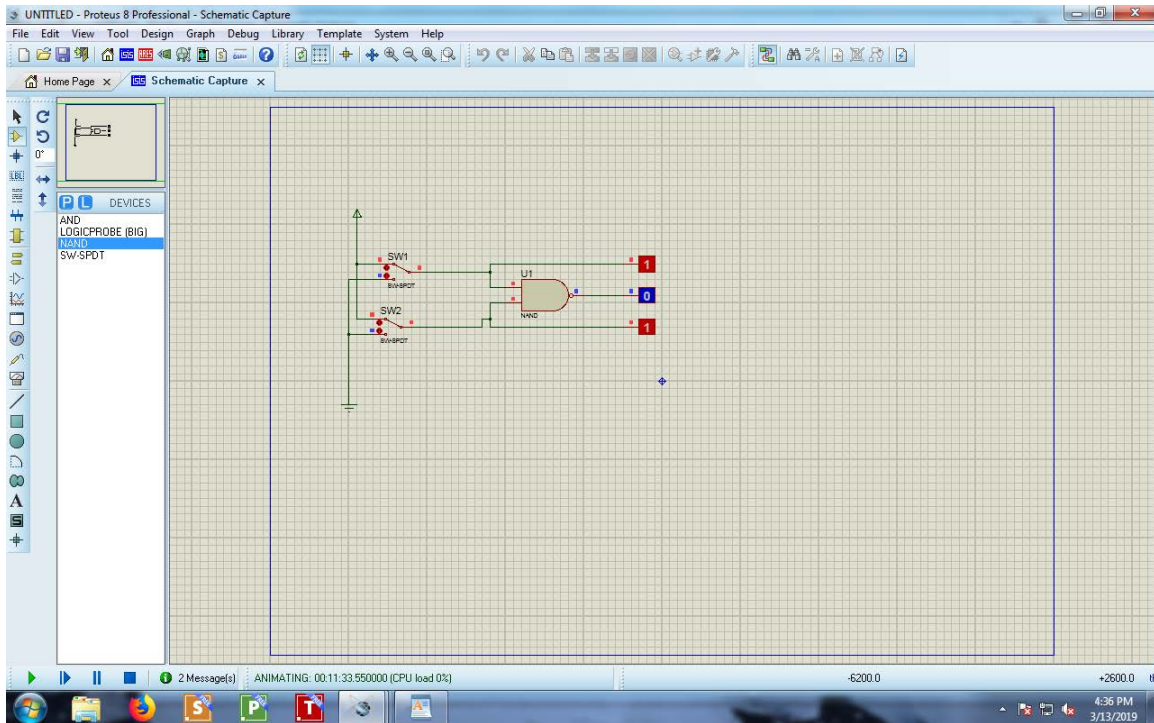 UNTITLED - Proteus 8 Professional - Schematic Capture
File Edit View Tool Design Graph Debug Library Template System Help
Home Page Schematic Capture
0°
LBL
P L DEVICES
AND
LOGICPROBE (BIG)
NAND
SW-SPDT
SW1
SW-SPDT
1
U1
NAND
0
SW2
SW-SPDT
1
A
S
2 Message(s) ANIMATING: 00:11:33.550000 (CPU load 0%) -6200.0 +2600.0
S P T A
4:36 PM
3/13/2019